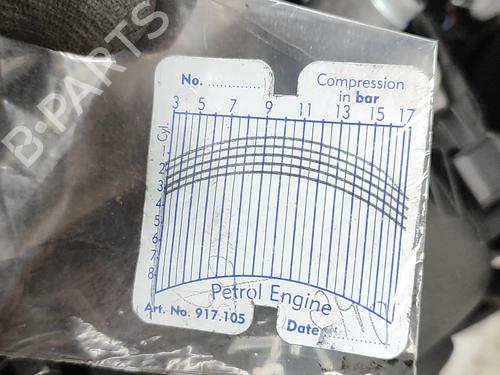 B-PARTS
No. ............
Compression
in bar
3 5 7 9 11 13 15 17
Cyl.
1
2
3
4
5
6
7
8
Petrol Engine
Art. No. 917.105
Date